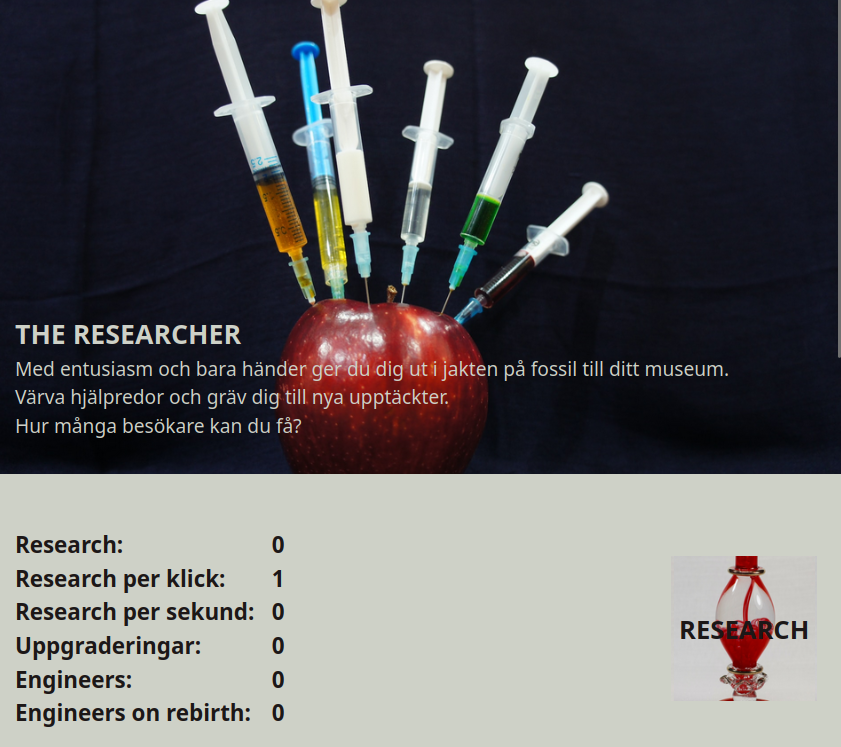 THE RESEARCHER
Med entusiasm och bara händer ger du dig ut i jakten på fossil till ditt museum.
Värva hjälpredor och gräv dig till nya upptäckter.
Hur många besökare kan du få?
Research: 0
Research per klick: 1
Research per sekund: 0
Uppgraderingar: 0
Engineers: 0
Engineers on rebirth: 0
RESEARCH